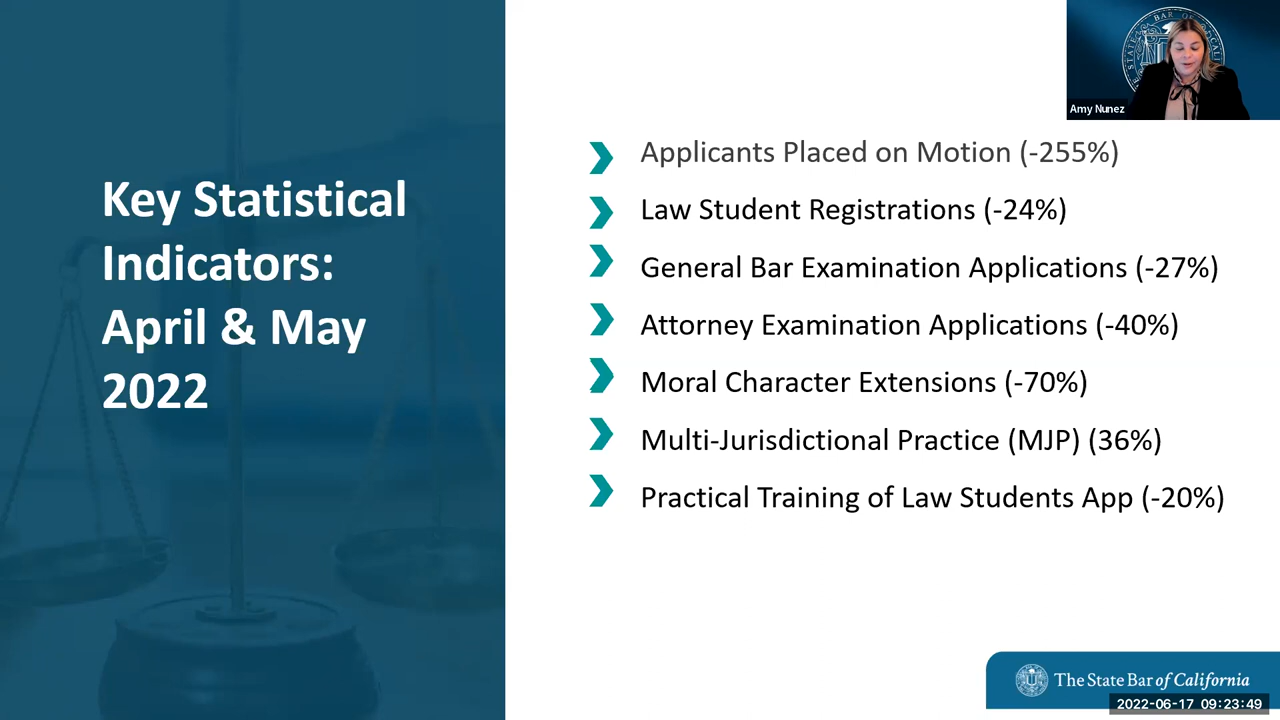 Key Statistical
Indicators:
April & May
2022
Applicants Placed on Motion (-255%)
Law Student Registrations (-24%)
General Bar Examination Applications (-27%)
Attorney Examination Applications (-40%)
Moral Character Extensions (-70%)
Multi-Jurisdictional Practice (MJP) (36%)
Practical Training of Law Students App (-20%)
Amy Nunez
The State Bar of California
2022-06-17 09:23:49